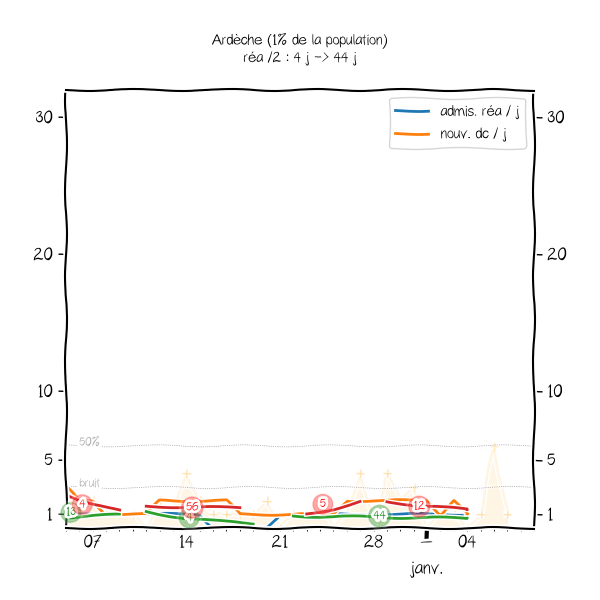 Ardèche (1% de la population)
réa /2 : 4 j -> 44 j
admis. réa / j
nouv. dc / j
30 30
20 20
10 10
50%
5 5
bruit
4 56 5 12
13 44
1 1
07 14 21 28 04
janv.